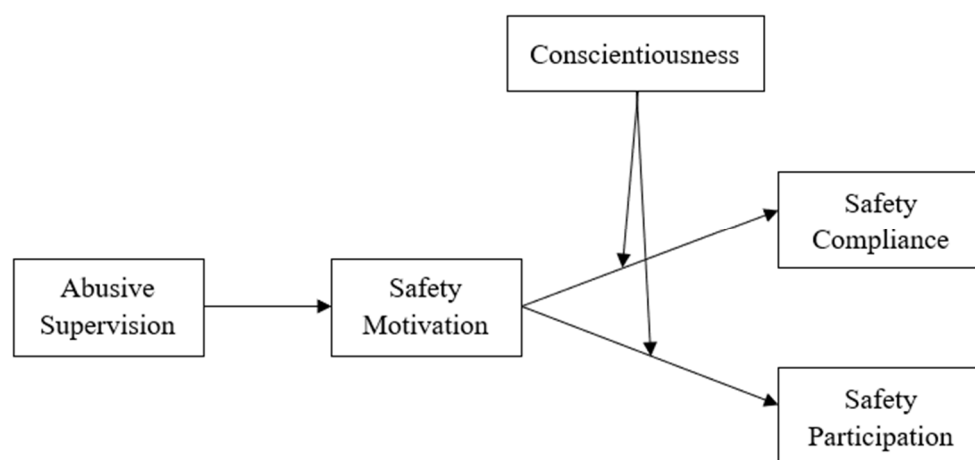 Conscientiousness
Safety
Compliance
Abusive
Supervision
Safety
Motivation
Safety
Participation